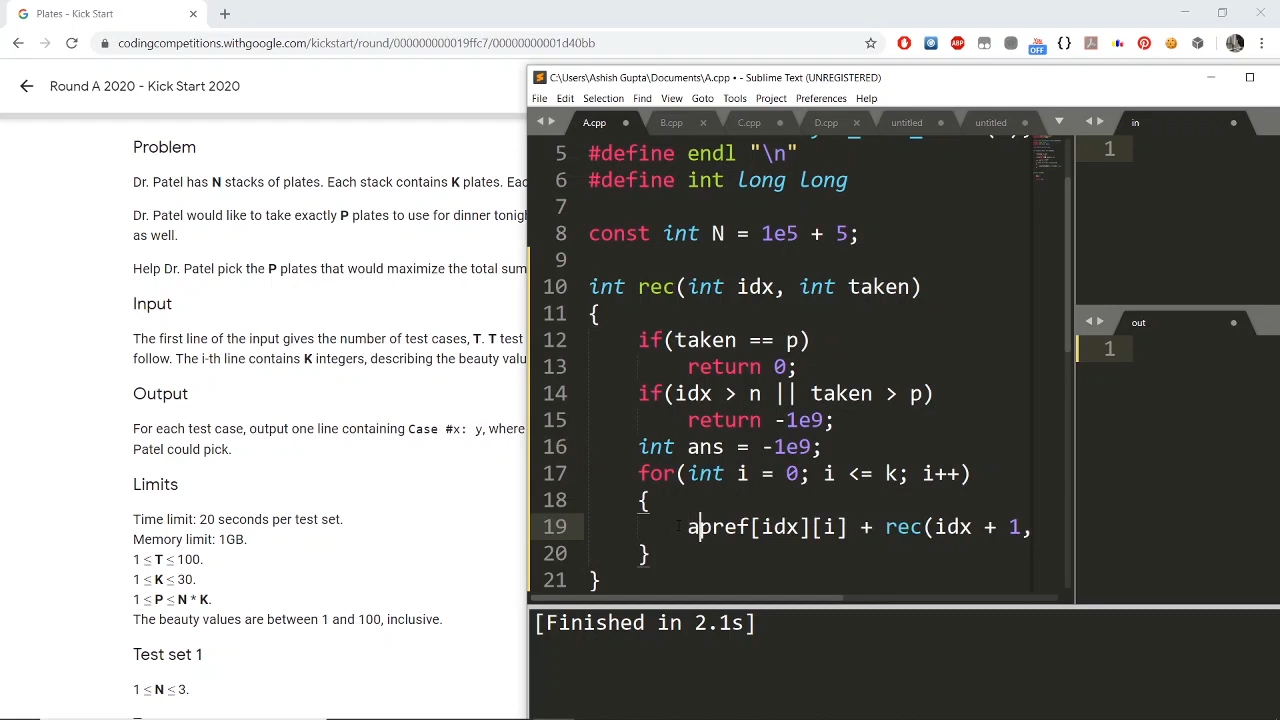 Plates - Kick Start
codingcompetitions.withgoogle.com/kickstart/round/000000000019ffc7/00000000001d40bb
ABP
OFF
Round A 2020 - Kick Start 2020
Problem
Dr. Patel has N stacks of plates. Each stack contains K plates. Eac
Dr. Patel would like to take exactly P plates to use for dinner tonigh
as well.
Help Dr. Patel pick the P plates that would maximize the total sum
Input
The first line of the input gives the number of test cases, T. T test
follow. The i-th line contains K integers, describing the beauty valu
Output
For each test case, output one line containing Case #x: y, where
Patel could pick.
Limits
Time limit: 20 seconds per test set.
Memory limit: 1GB.
1 ≤ T ≤ 100.
1 ≤ K ≤ 30.
1 ≤ P ≤ N * K.
The beauty values are between 1 and 100, inclusive.
Test set 1
1 ≤ N ≤ 3.
C:\Users\Ashish Gupta\Documents\A.cpp • - Sublime Text (UNREGISTERED)
File Edit Selection Find View Goto Tools Project Preferences Help
A.cpp B.cpp C.cpp D.cpp untitled untitled
5 #define endl "\n"
6 #define int long long
7
8 const int N = 1e5 + 5;
9
10 int rec(int idx, int taken)
11 {
12 if(taken == p)
13 return 0;
14 if(idx > n || taken > p)
15 return -1e9;
16 int ans = -1e9;
17 for(int i = 0; i <= k; i++)
18 {
19 apref[idx][i] + rec(idx + 1,
20 }
21 }
in
1
out
1
[Finished in 2.1s]